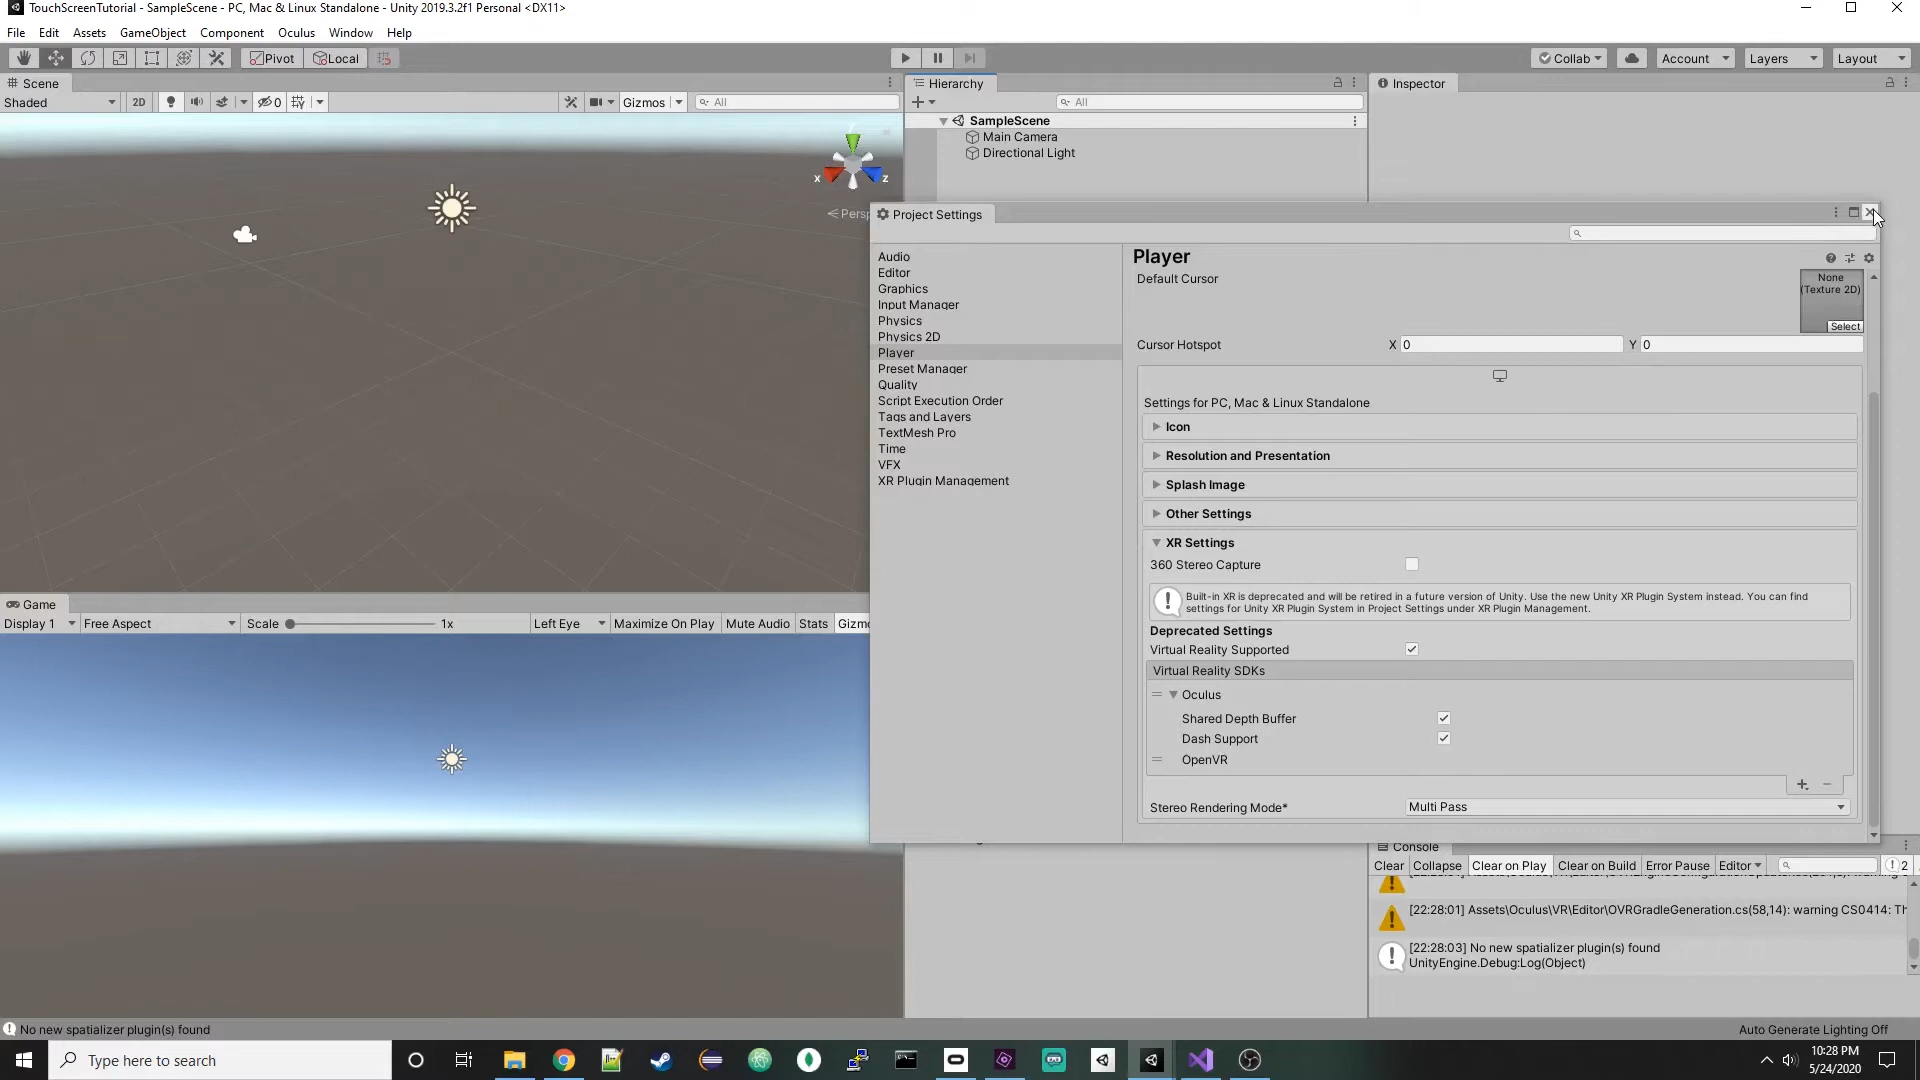 TouchScreenTutorial - SampleScene - PC, Mac & Linux Standalone - Unity 2019.3.2f1 Personal <DX11>
File Edit Assets GameObject Component Oculus Window Help
Pivot Local Collab Account Layers Layout
Scene
Shaded 2D 0 Gizmos All
x z
Persp
Hierarchy
All
SampleScene
Main Camera
Directional Light
Inspector
Project Settings
Audio
Editor
Graphics
Input Manager
Physics
Physics 2D
Player
Preset Manager
Quality
Script Execution Order
Tags and Layers
TextMesh Pro
Time
VFX
XR Plugin Management
Player
Default Cursor
None
(Texture 2D)
Select
Cursor Hotspot X 0 Y 0
Settings for PC, Mac & Linux Standalone
Icon
Resolution and Presentation
Splash Image
Other Settings
XR Settings
360 Stereo Capture
Built-in XR is deprecated and will be retired in a future version of Unity. Use the new Unity XR Plugin System instead. You can find
settings for Unity XR Plugin System in Project Settings under XR Plugin Management.
Deprecated Settings
Virtual Reality Supported
Virtual Reality SDKs
Oculus
Shared Depth Buffer
Dash Support
OpenVR
Stereo Rendering Mode* Multi Pass
Game
Display 1 Free Aspect Scale 1x Left Eye Maximize On Play Mute Audio Stats Gizmo
Console
Clear Collapse Clear on Play Clear on Build Error Pause Editor 2
[22:28:01] Assets\Oculus\VR\Editor\OVRGradleGeneration.cs(58,14): warning CS0414: Th
[22:28:03] No new spatializer plugin(s) found
UnityEngine.Debug:Log(Object)
No new spatializer plugin(s) found
Auto Generate Lighting Off
Type here to search
10:28 PM
5/24/2020